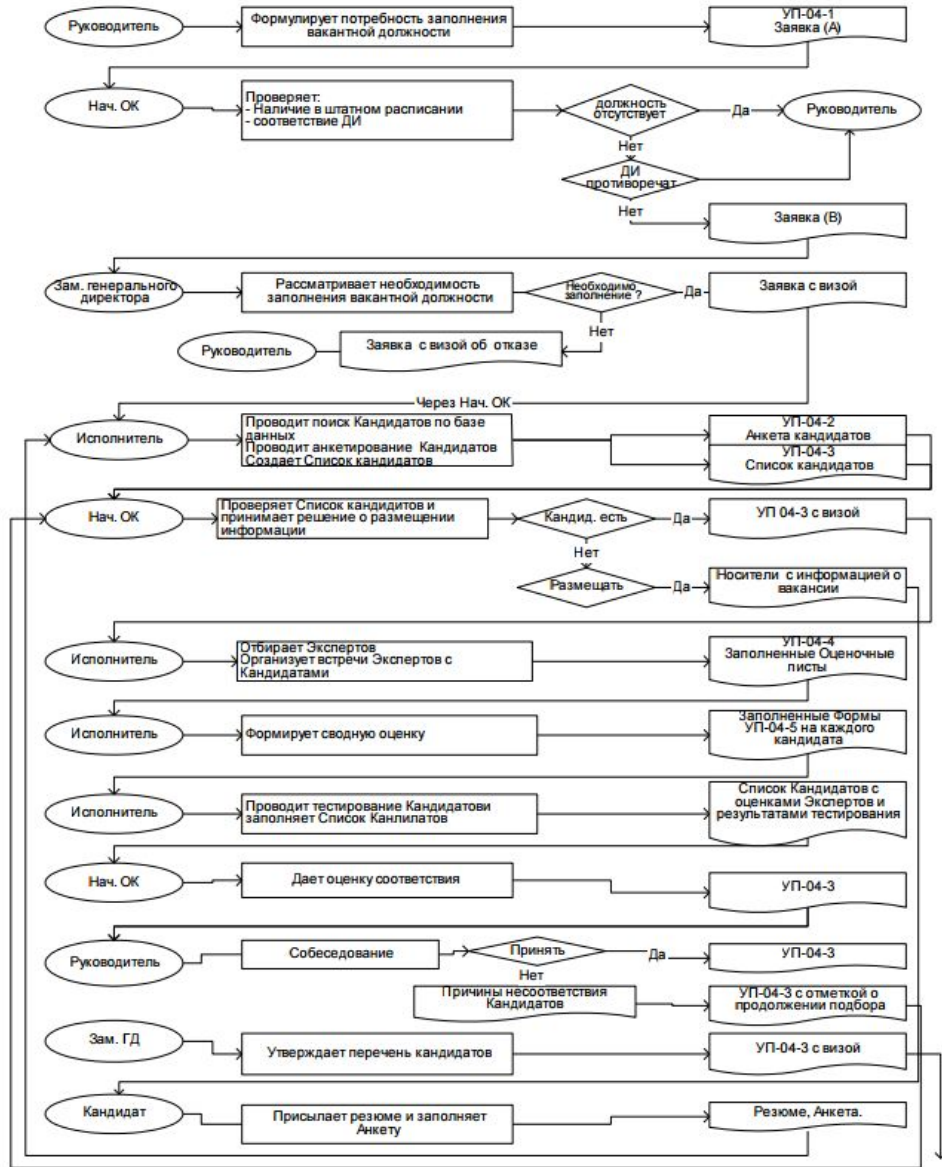 Руководитель
Формулирует потребность заполнения
вакантной должности
УП-04-1
Заявка (А)
Нач. ОК
Проверяет:
- Наличие в штатном расписании
- соответствие ДИ
должность
отсутствует
Да
Руководитель
Нет
ДИ
противоречат
Нет
Заявка (В)
Зам. генерального
директора
Рассматривает необходимость
заполнения вакантной должности
Необходимо
заполнение ?
Да
Заявка с визой
Нет
Руководитель
Заявка с визой об отказе
Через Нач. ОК
Исполнитель
Проводит поиск Кандидатов по базе
данных
Проводит анкетирование Кандидатов
Создает Список кандидатов
УП-04-2
Анкета кандидатов
УП-04-3
Список кандидатов
Нач. ОК
Проверяет Список кандидитов и
принимает решение о размещении
информации
Кандид. есть
Да
УП 04-3 с визой
Нет
Размещать
Да
Носители с информацией о
вакансии
Исполнитель
Отбирает Экспертов
Организует встречи Экспертов с
Кандидатами
УП-04-4
Заполненные Оценочные
листы
Исполнитель
Формирует сводную оценку
Заполненные Формы
УП-04-5 на каждого
кандидата
Исполнитель
Проводит тестирование Кандидатови
заполняет Список Канлилатов
Список Кандидатов с
оценками Экспертов и
результатами тестирования
Нач. ОК
Дает оценку соответствия
УП-04-3
Руководитель
Собеседование
Принять
Да
УП-04-3
Нет
Причины несоответствия
Кандидатов
УП-04-3 с отметкой о
продолжении подбора
Зам. ГД
Утверждает перечень кандидатов
УП-04-3 с визой
Кандидат
Присылает резюме и заполняет
Анкету
Резюме, Анкета.